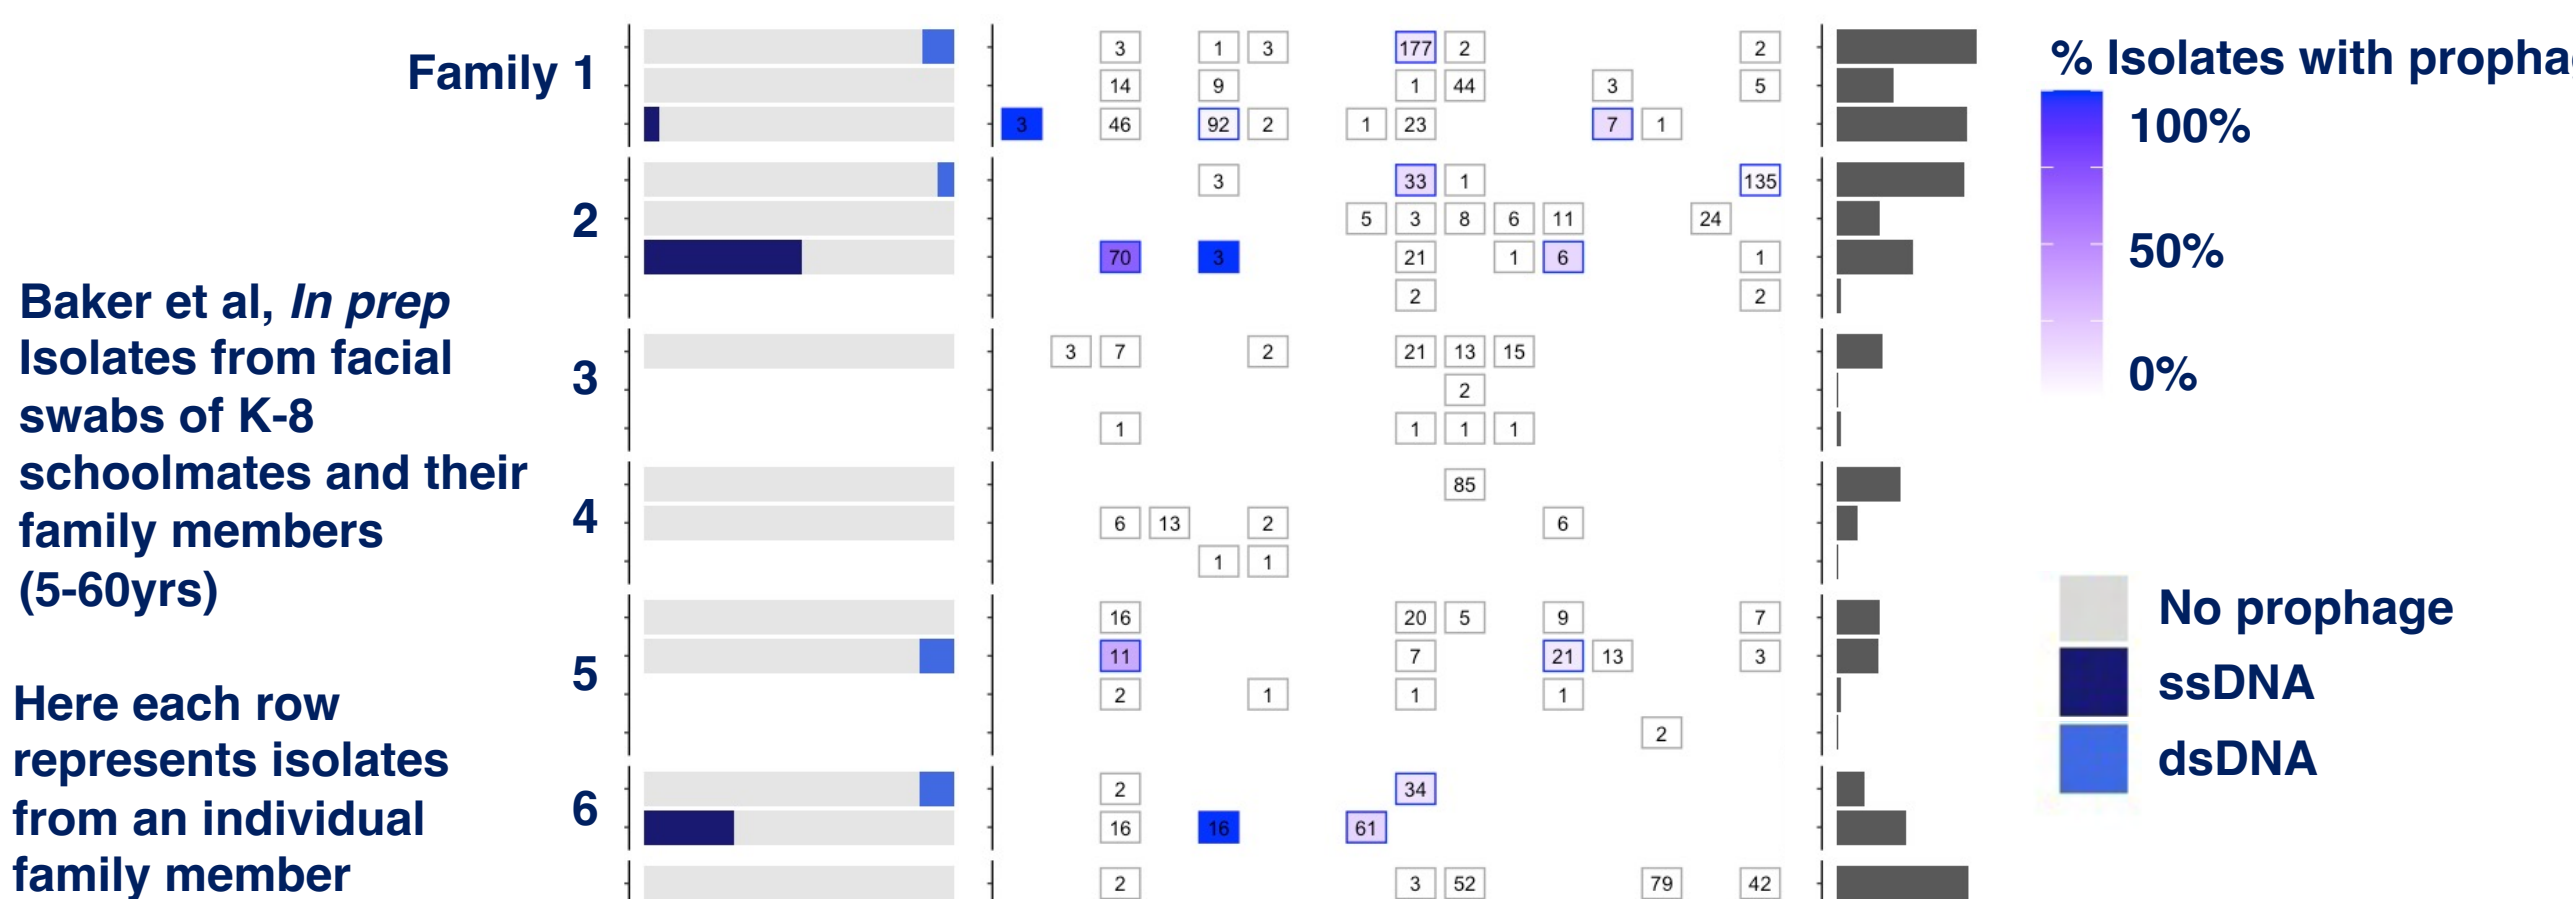 Family 1
3 1 3 177 2 2
14 9 1 44 3 5
3 46 92 2 1 23 7 1
2
3 33 1 135
5 3 8 6 11 24
70 3 21 1 6 1
2 2
3
3 7 2 21 13 15
2
1 1 1 1
4
85
6 13 2 6
1 1
5
16 20 5 9 7
11 7 21 13 3
2 1 1 1
2
6
2 34
16 16 61
2 3 52 79 42
Baker et al, In prep
Isolates from facial
swabs of K-8
schoolmates and their
family members
(5-60yrs)
Here each row
represents isolates
from an individual
family member
% Isolates with propha
100%
50%
0%
No prophage
ssDNA
dsDNA